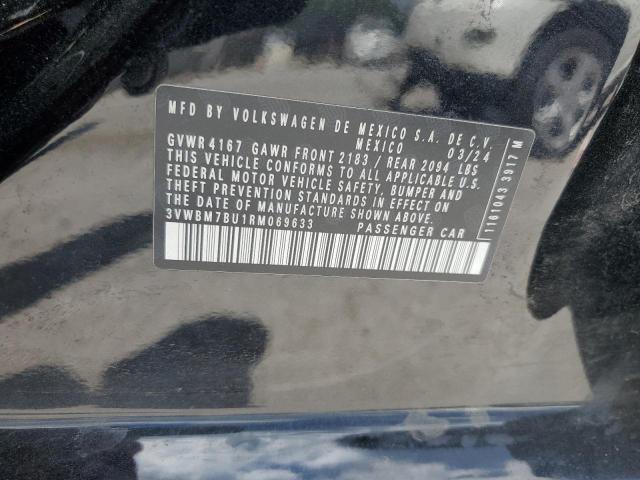 MFD BY VOLKSWAGEN DE MEXICO S.A. DE C.V.
MEXICO 03/24
GVWR 4167 GAWR FRONT 2183 / REAR 2094 LBS
THIS VEHICLE CONFORMS TO ALL APPLICABLE U.S.
FEDERAL MOTOR VEHICLE SAFETY, BUMPER AND
THEFT PREVENTION STANDARDS IN EFFECT ON
THE DATE OF MANUFACTURE SHOWN ABOVE.
3VWBM7BU1RM069633 PASSENGER CAR
1161043 3917 M